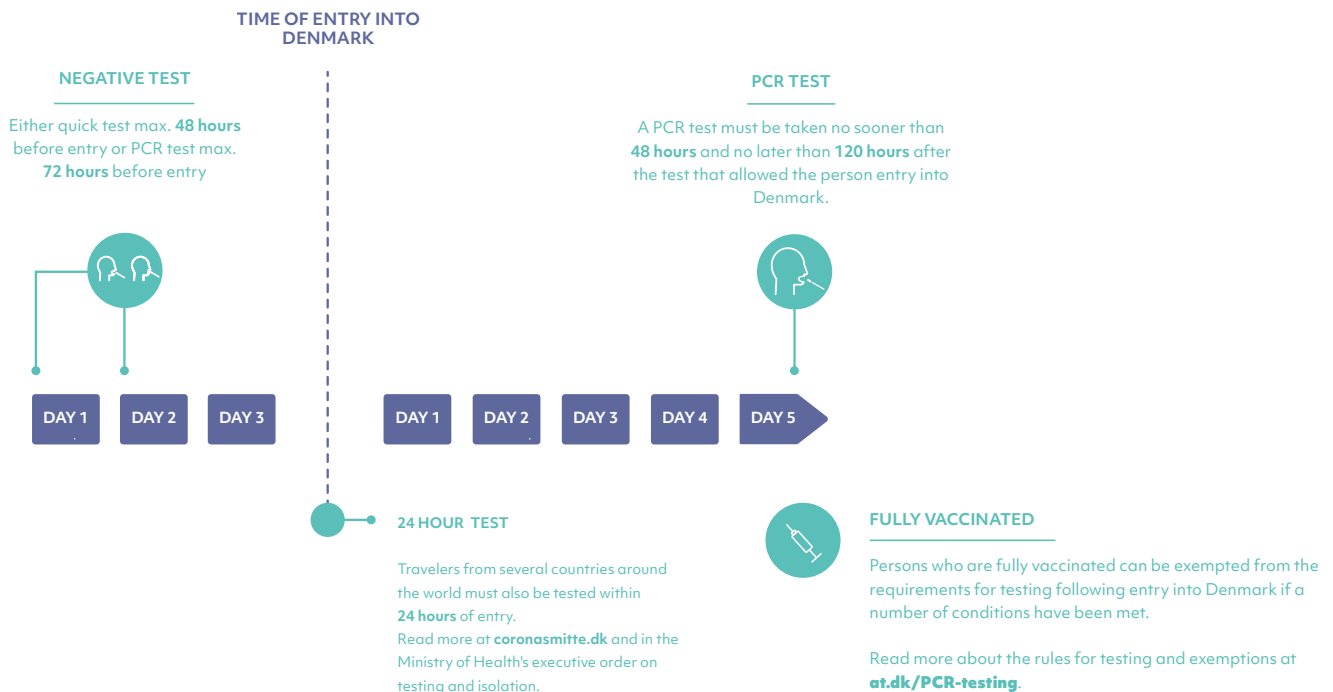 TIME OF ENTRY INTO
DENMARK
NEGATIVE TEST
Either quick test max. 48 hours
before entry or PCR test max.
72 hours before entry
PCR TEST
A PCR test must be taken no sooner than
48 hours and no later than 120 hours after
the test that allowed the person entry into
Denmark.
DAY 1
DAY 2
DAY 3
DAY 1
DAY 2
DAY 3
DAY 4
DAY 5
24 HOUR TEST
Travelers from several countries around
the world must also be tested within
24 hours of entry.
Read more at coronasmitte.dk and in the
Ministry of Health's executive order on
testing and isolation.
FULLY VACCINATED
Persons who are fully vaccinated can be exempted from the
requirements for testing following entry into Denmark if a
number of conditions have been met.
Read more about the rules for testing and exemptions at
at.dk/PCR-testing.